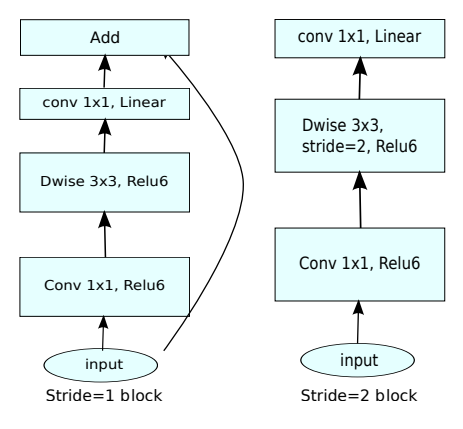 Add
conv 1x1, Linear
Dwise 3x3, Relu6
Conv 1x1, Relu6
input
Stride=1 block
conv 1x1, Linear
Dwise 3x3,
stride=2, Relu6
Conv 1x1, Relu6
input
Stride=2 block